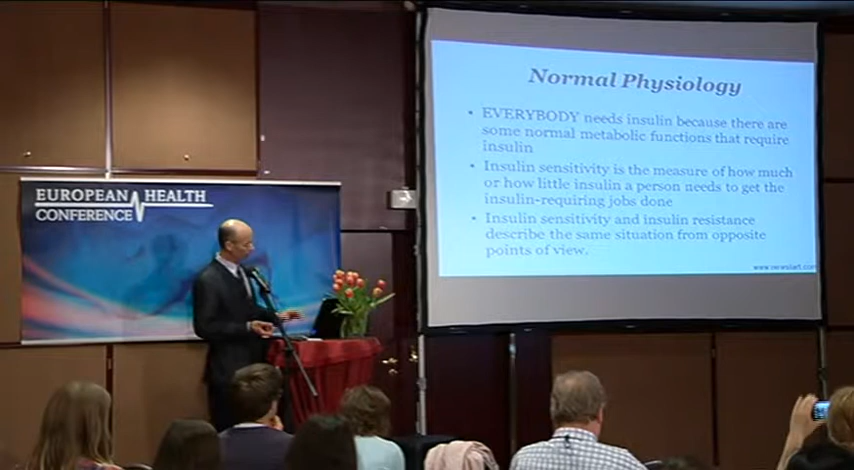 EUROPEAN HEALTH
CONFERENCE
Normal Physiology
• EVERYBODY needs insulin because there are
some normal metabolic functions that require
insulin
• Insulin sensitivity is the measure of how much
or how little insulin a person needs to get the
insulin-requiring jobs done
• Insulin sensitivity and insulin resistance
describe the same situation from opposite
points of view.
www.newstart.com